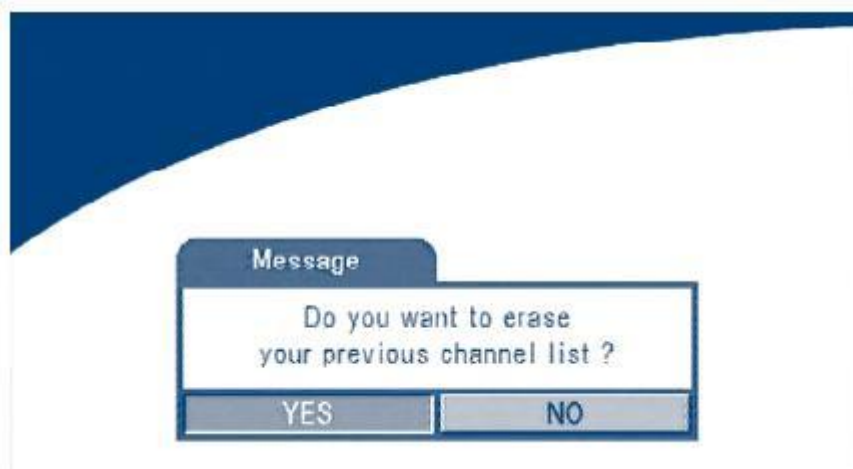 Message
Do you want to erase
your previous channel list ?
YES NO